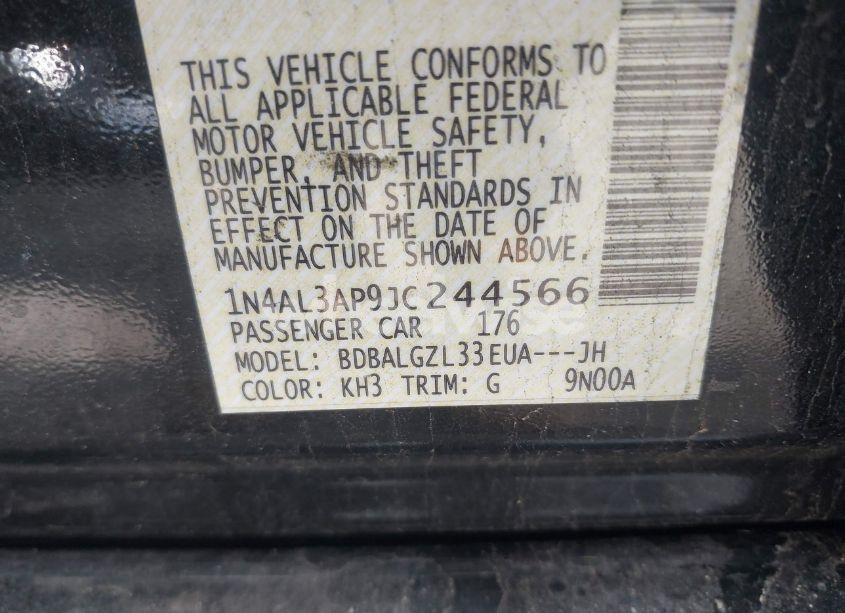 THIS VEHICLE CONFORMS TO
ALL APPLICABLE FEDERAL
MOTOR VEHICLE SAFETY,
BUMPER, AND THEFT
PREVENTION STANDARDS IN
EFFECT ON THE DATE OF
MANUFACTURE SHOWN ABOVE.
1N4AL3AP9JC244566
PASSENGER CAR 176
MODEL: BDBALGZL33EUA---JH
COLOR: KH3 TRIM: G 9N00A